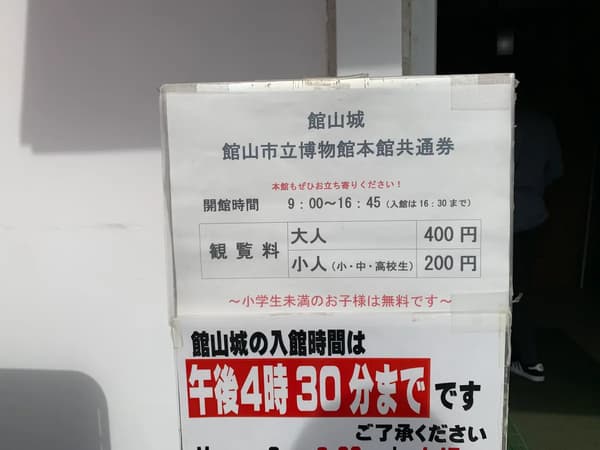 館山城
館山市立博物館本館共通券
本館もぜひお立ち寄りください！
開館時間 9：00～16：45（入館は16：30まで）
観覧料 大人 400円
小人（小・中・高校生） 200円
～小学生未満のお子様は無料です～
館山城の入館時間は
午後4時30分までです
ご了承ください